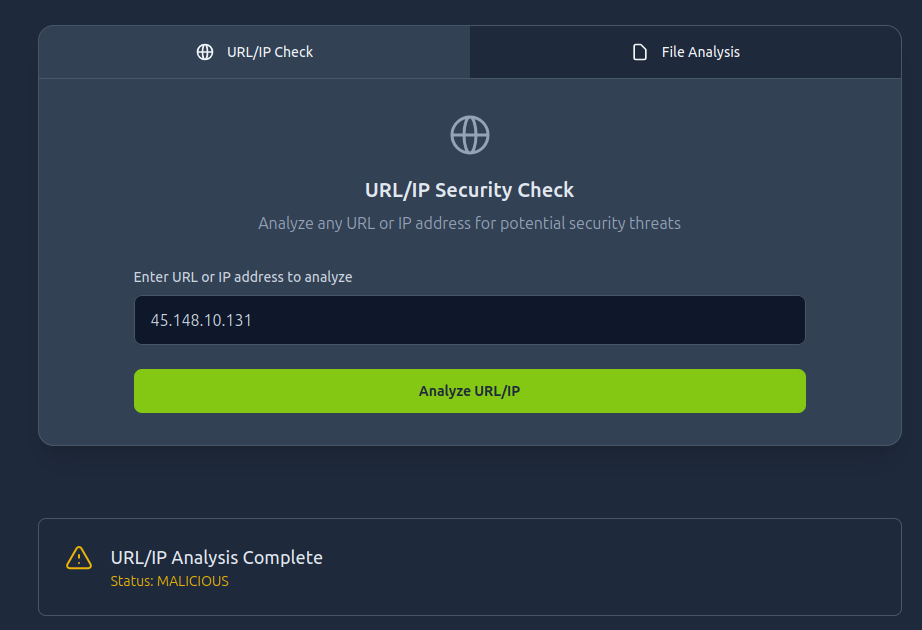 URL/IP Check
File Analysis
URL/IP Security Check
Analyze any URL or IP address for potential security threats
Enter URL or IP address to analyze
45.148.10.131
Analyze URL/IP
URL/IP Analysis Complete
Status: MALICIOUS